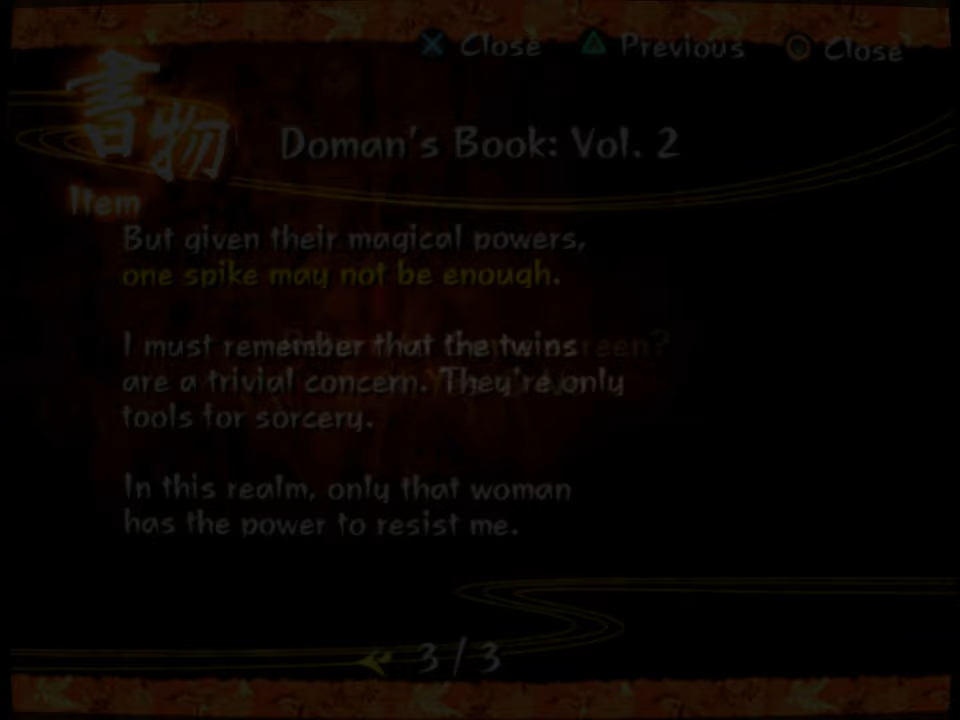 Close
Previous
Close
書物
Doman's Book: Vol. 2
Item
But given their magical powers,
one spike may not be enough.
I must remember that the twins
are a trivial concern. They're only
tools for sorcery.
In this realm, only that woman
has the power to resist me.
3/3